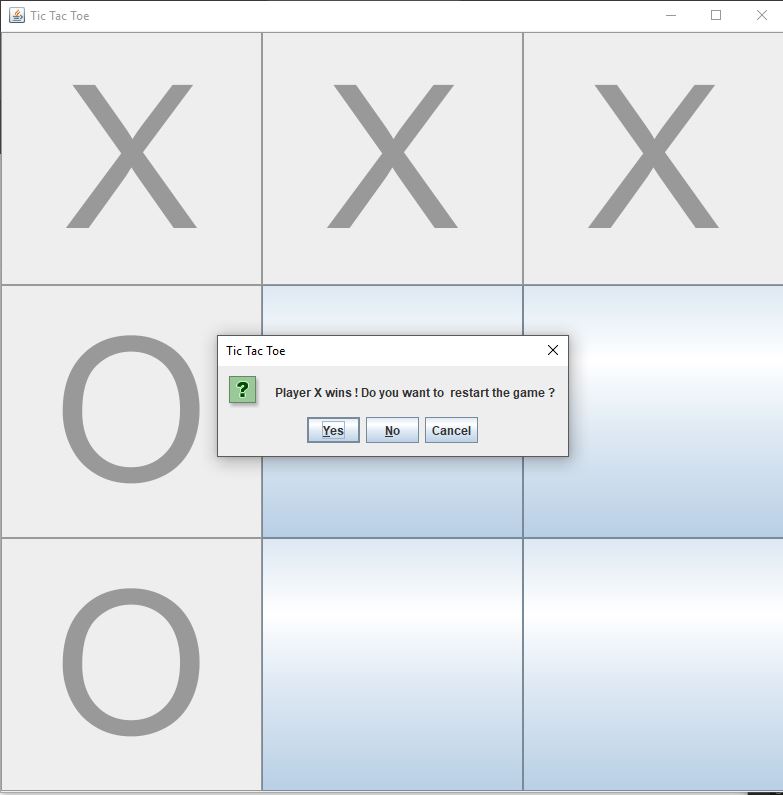 Tic Tac Toe
X X X
O
Tic Tac Toe
? Player X wins ! Do you want to  restart the game ?
Yes No Cancel
O